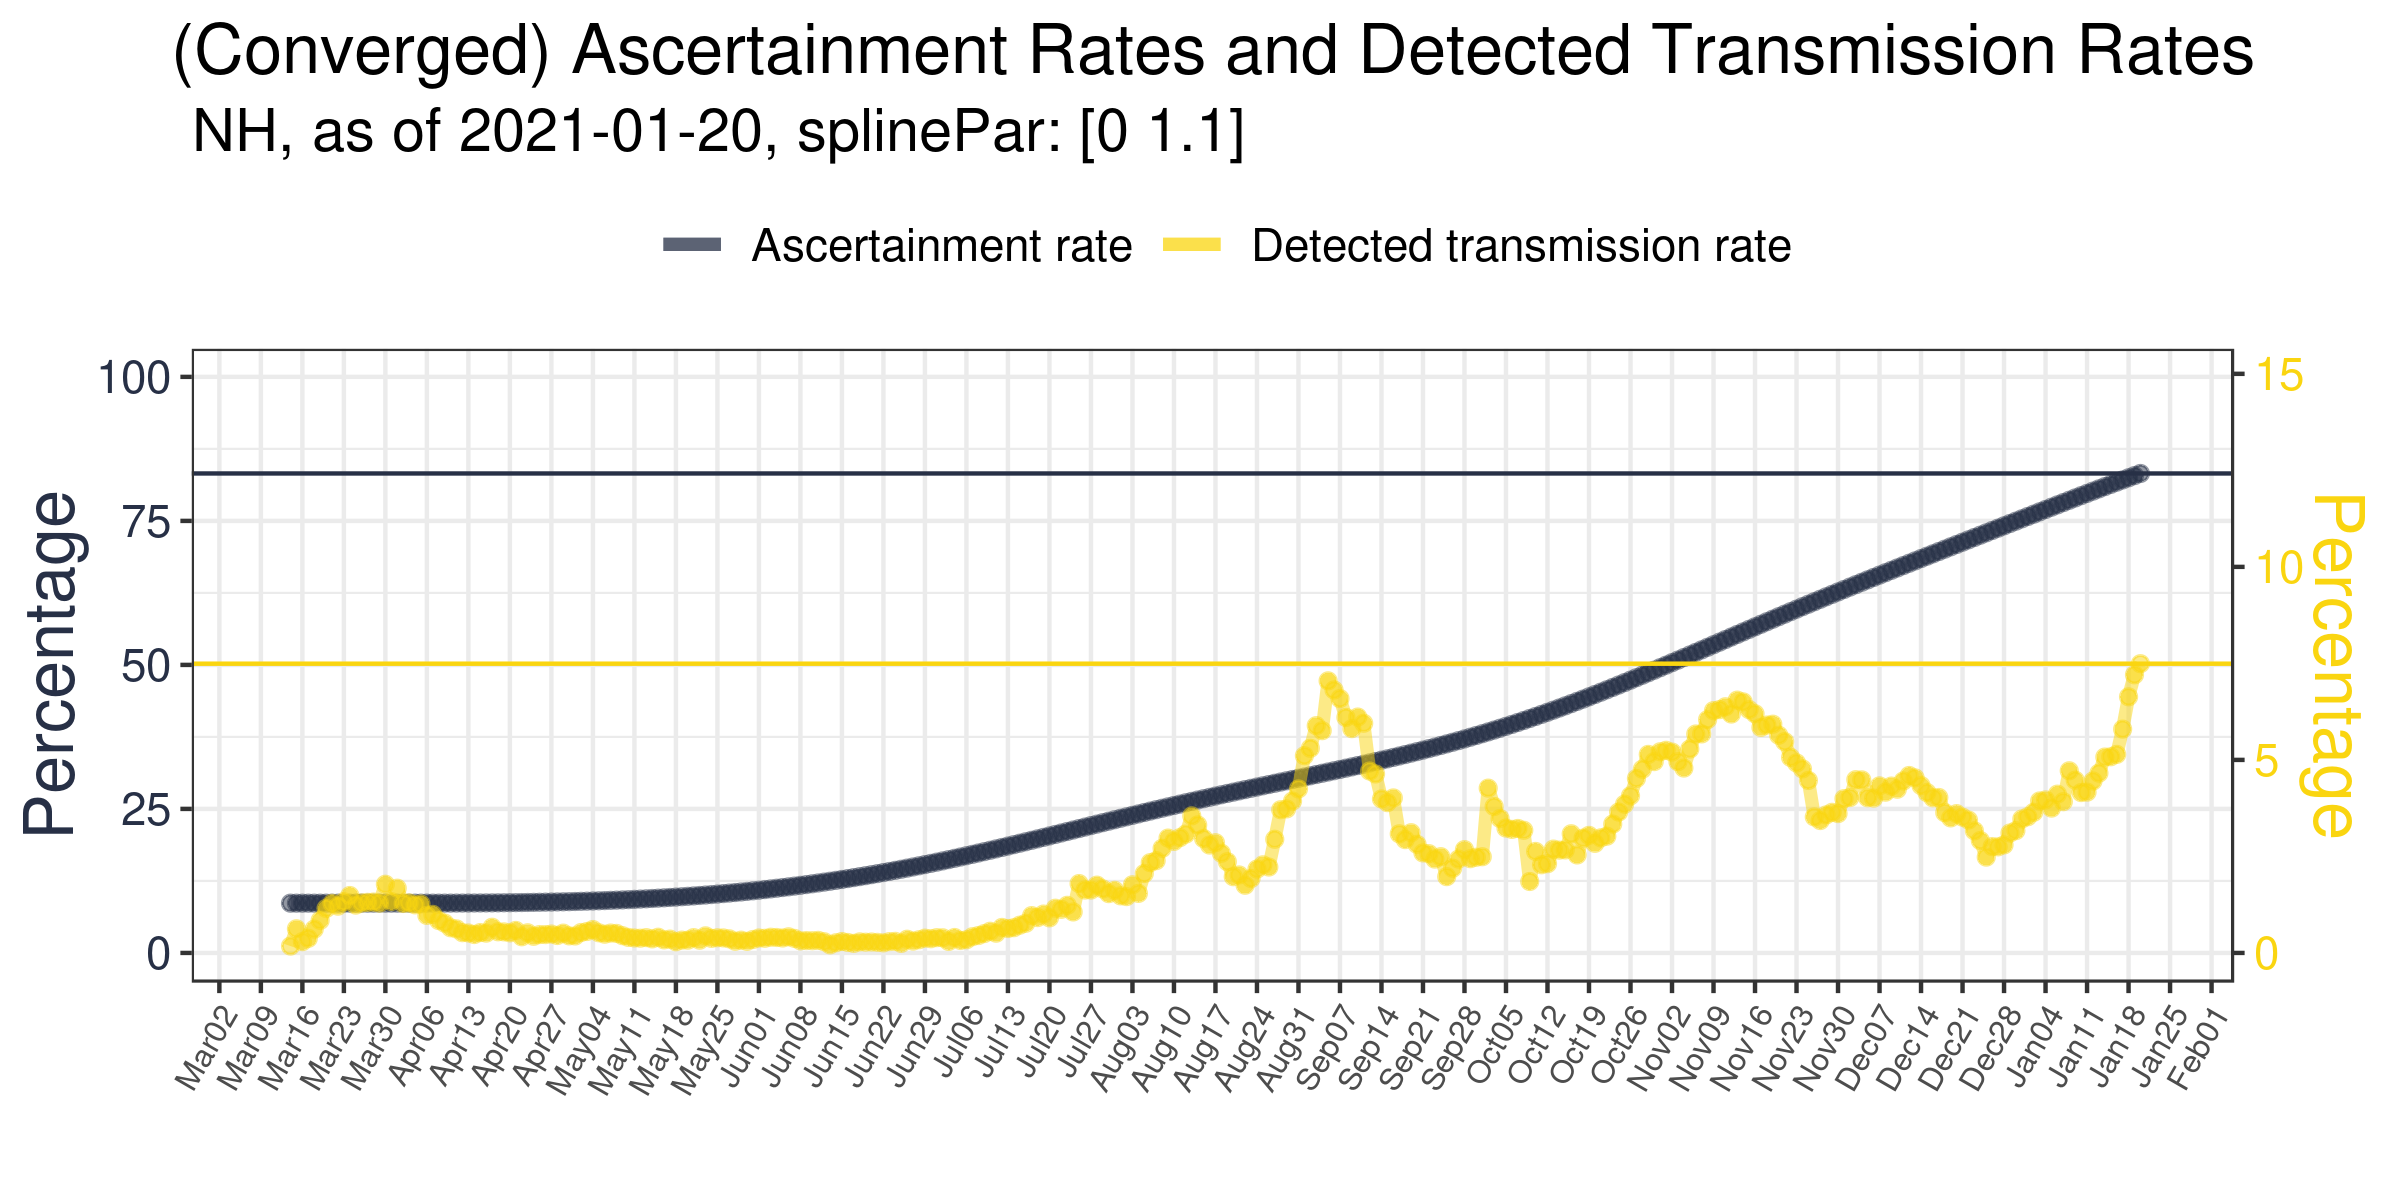 (Converged) Ascertainment Rates and Detected Transmission Rates
NH, as of 2021-01-20, splinePar: [0 1.1]
Ascertainment rate
Detected transmission rate
Percentage
100
75
50
25
0
15
10
5
0
Percentage
Mar02
Mar09
Mar16
Mar23
Mar30
Apr06
Apr13
Apr20
Apr27
May04
May11
May18
May25
Jun01
Jun08
Jun15
Jun22
Jun29
Jul06
Jul13
Jul20
Jul27
Aug03
Aug10
Aug17
Aug24
Aug31
Sep07
Sep14
Sep21
Sep28
Oct05
Oct12
Oct19
Oct26
Nov02
Nov09
Nov16
Nov23
Nov30
Dec07
Dec14
Dec21
Dec28
Jan04
Jan11
Jan18
Jan25
Feb01